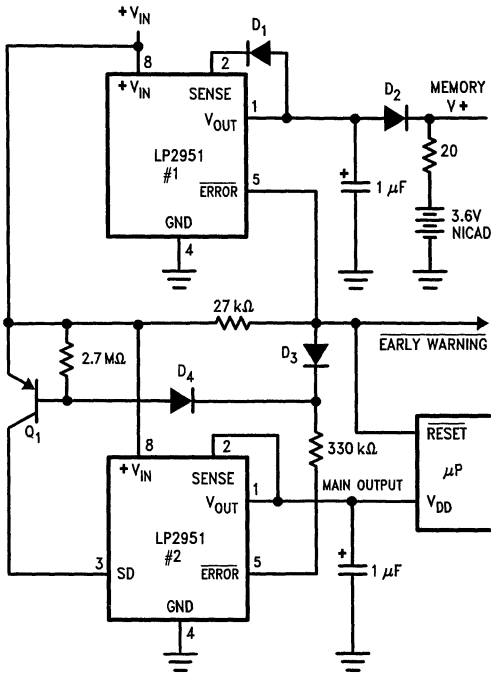 +VIN
D1
8
2
+VIN
SENSE
1
VOUT
D2
MEMORY
V+
LP2951
#1
20
ERROR
5
+
1 µF
3.6V
NICAD
GND
4
27 kΩ
EARLY WARNING
2.7 MΩ
D3
D4
Q1
330 kΩ
RESET
8
2
+VIN
SENSE
µP
MAIN OUTPUT
VOUT
1
VDD
LP2951
#2
3
SD
ERROR
5
+
1 µF
GND
4